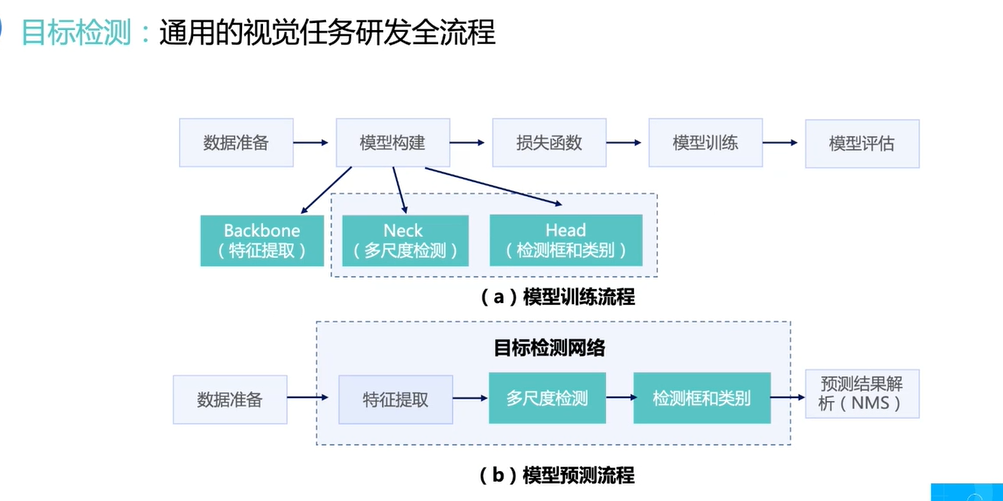 目标检测：通用的视觉任务研发全流程
数据准备
模型构建
损失函数
模型训练
模型评估
Backbone
（特征提取）
Neck
（多尺度检测）
Head
（检测框和类别）
（a）模型训练流程
目标检测网络
数据准备
特征提取
多尺度检测
检测框和类别
预测结果解
析（NMS）
（b）模型预测流程